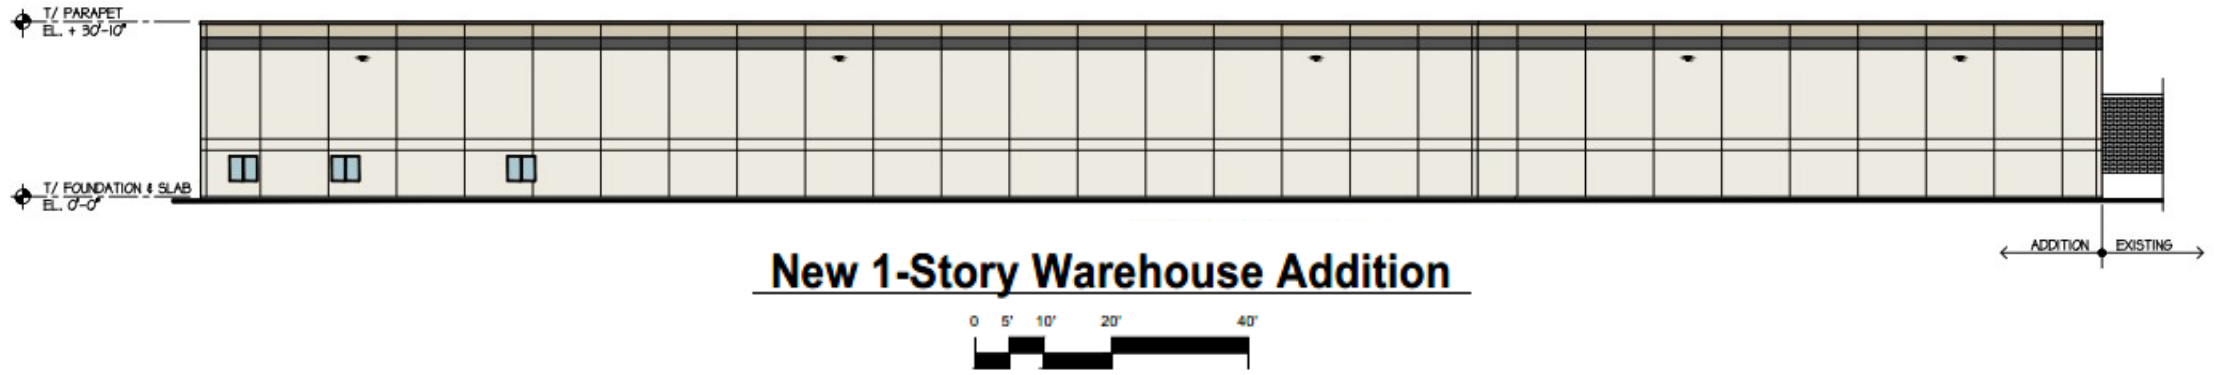 T/ PARAPET
EL. + 30'-10"
T/ FOUNDATION & SLAB
EL. 0'-0"
ADDITION EXISTING
New 1-Story Warehouse Addition
0 5' 10' 20' 40'